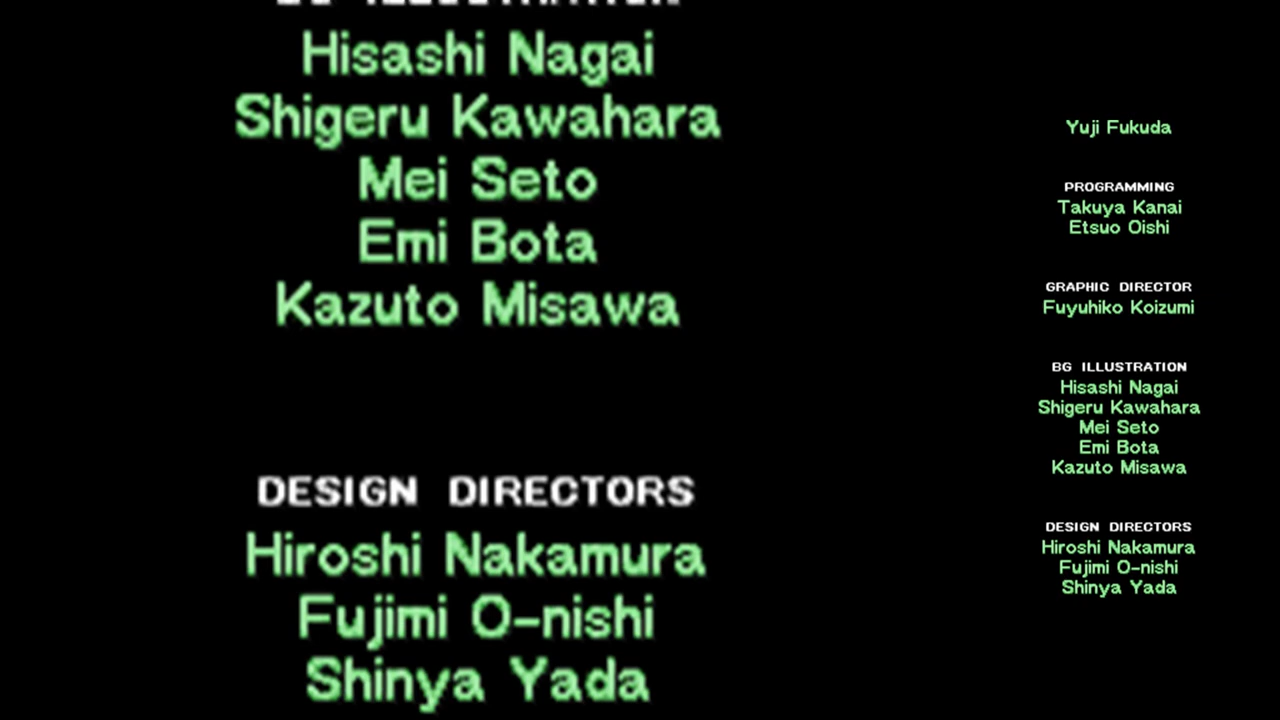 BG ILLUSTRATION
Hisashi Nagai
Shigeru Kawahara
Mei Seto
Emi Bota
Kazuto Misawa
DESIGN DIRECTORS
Hiroshi Nakamura
Fujimi O-nishi
Shinya Yada
Yuji Fukuda
PROGRAMMING
Takuya Kanai
Etsuo Oishi
GRAPHIC DIRECTOR
Fuyuhiko Koizumi
BG ILLUSTRATION
Hisashi Nagai
Shigeru Kawahara
Mei Seto
Emi Bota
Kazuto Misawa
DESIGN DIRECTORS
Hiroshi Nakamura
Fujimi O-nishi
Shinya Yada